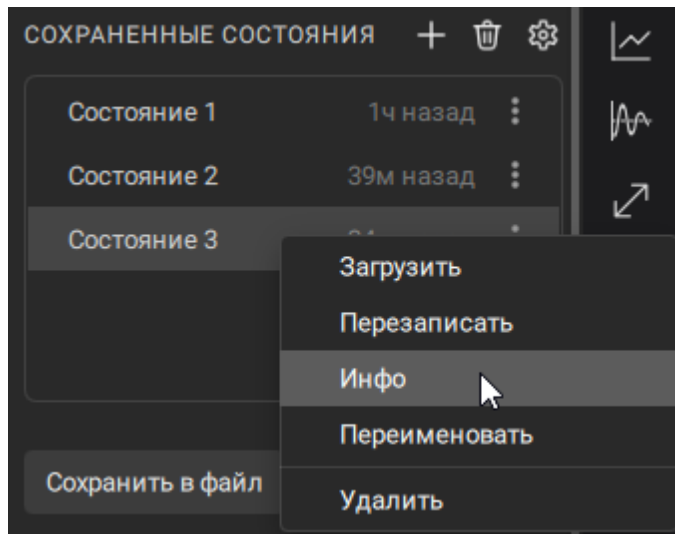 СОХРАНЕННЫЕ СОСТОЯНИЯ
Состояние 1 1ч назад
Состояние 2 39м назад
Состояние 3
Загрузить
Перезаписать
Инфо
Переименовать
Сохранить в файл
Удалить